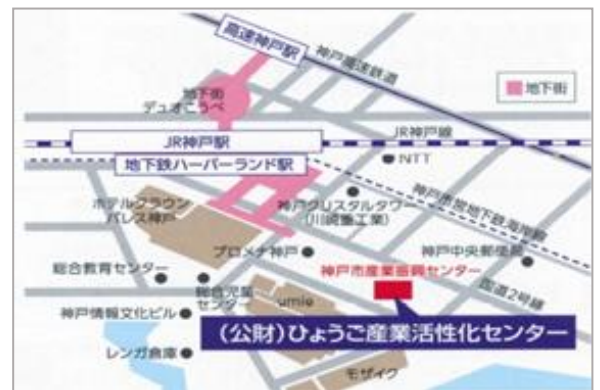 高速神戸駅
神戸高速鉄道
地下街
デュオこうべ
地下街
JR神戸駅
JR神戸線
地下鉄ハーバーランド駅
NTT
ホテルクラウン
パレス神戸
神戸クリスタルタワー
(川崎重工業)
神戸市営地下鉄海岸線
プロメナ神戸
神戸中央郵便局
総合教育センター
神戸市産業振興センター
総合児童
センター
umie
国道2号線
神戸情報文化ビル
(公財)ひょうご産業活性化センター
レンガ倉庫
モザイク